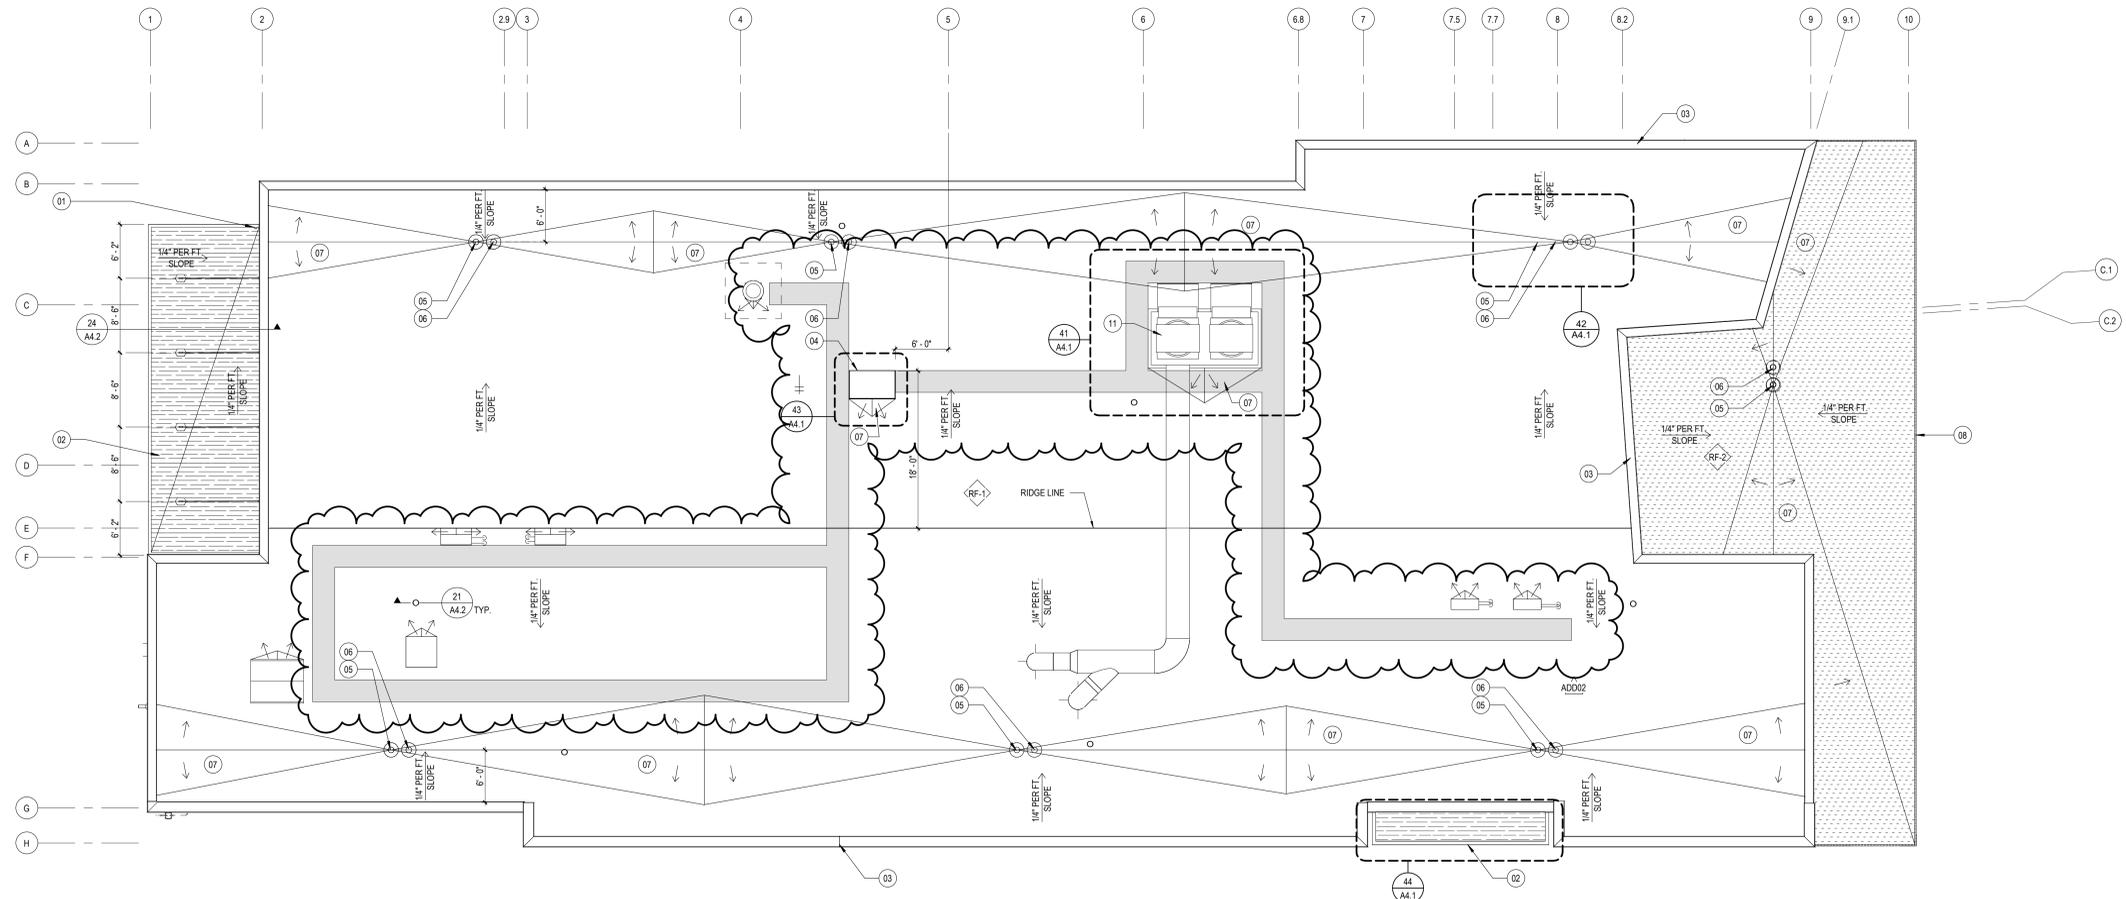 1
2
2.9
3
4
5
6
6.8
7
7.5
7.7
8
8.2
9
9.1
10
A
03
B
01
1/4" PER FT.
SLOPE
6' - 0"
1/4" PER FT.
SLOPE
1/4" PER FT.
SLOPE
07
07
07
07
07
6' - 2"
1/4" PER FT.
SLOPE
05
C.1
C
05
06
06
05
06
8'- 6"
24
A4.2
11
42
A4.1
C.2
41
A4.1
04
6' - 0"
8' - 6"
1/4" PER FT.
SLOPE
1/4" PER FT.
SLOPE
1/4" PER FT.
SLOPE
1/4" PER FT.
SLOPE
06
05
07
43
A4.1
07
1/4" PER FT.
SLOPE
1/4" PER FT.
SLOPE
08
02
RF-2
D
8'- 6"
18' - 0"
03
RF-1
RIDGE LINE
07
E
6' - 2"
F
21
A4.2
TYP.
1/4" PER FT.
SLOPE
1/4" PER FT.
SLOPE
1/4" PER FT.
SLOPE
06
05
06
05
06
05
ADD02
07
07
07
07
1/4" PER FT.
SLOPE
6' - 0"
1/4" PER FT.
SLOPE
1/4" PER FT.
SLOPE
G
H
03
02
44
A4.1